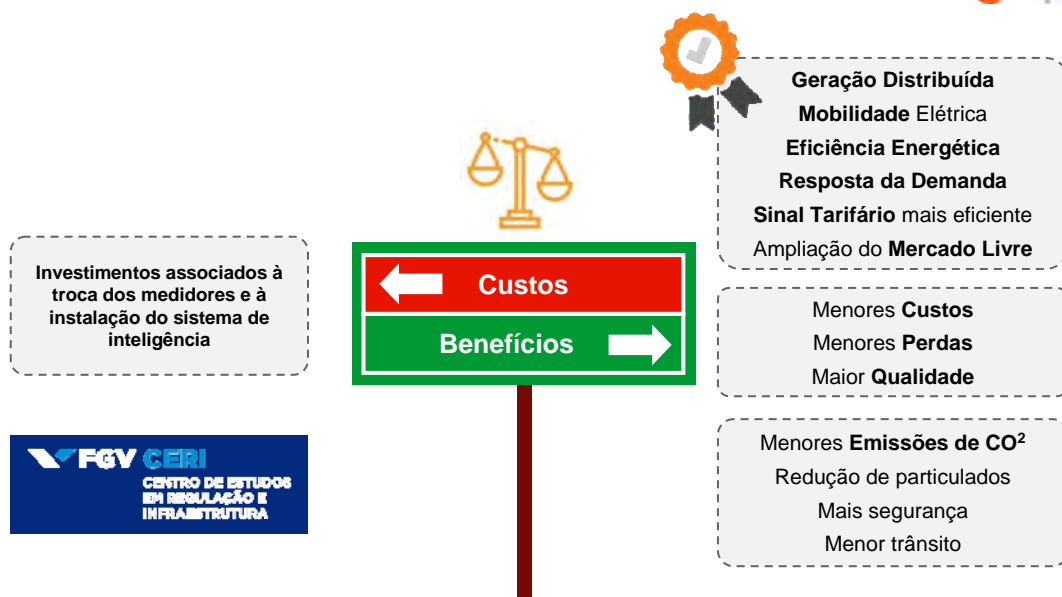 Geração Distribuída
Mobilidade Elétrica
Eficiência Energética
Resposta da Demanda
Sinal Tarifário mais eficiente
Ampliação do Mercado Livre
Investimentos associados à
troca dos medidores e à
instalação do sistema de
inteligência
Custos
Benefícios
Menores Custos
Menores Perdas
Maior Qualidade
FGV CERI
CENTRO DE ESTUDOS
EM REGULAÇÃO E
INFRAESTRUTURA
Menores Emissões de CO²
Redução de particulados
Mais segurança
Menor trânsito